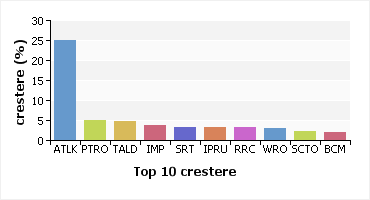 crestere (%)
30
25
20
15
10
5
0
ATLK PTRO TALD IMP SRT IPRU RRC WRO SCTO BCM
Top 10 crestere